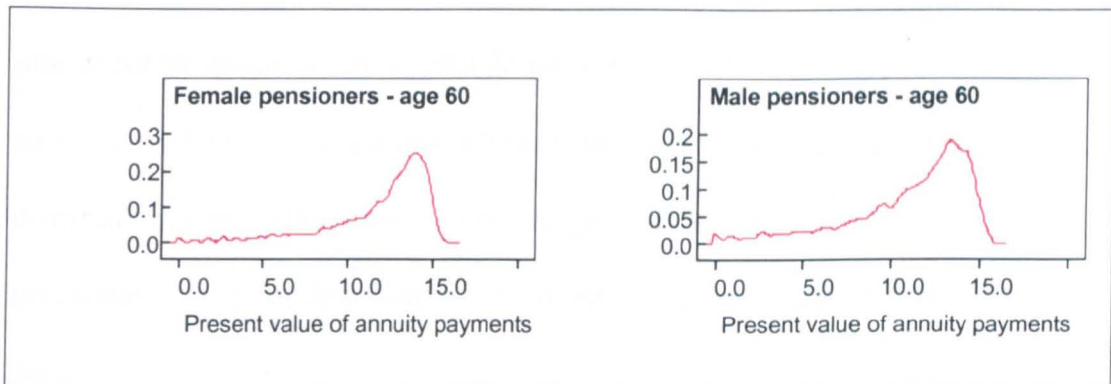 Female pensioners - age 60
0.3
0.2
0.1
0.0
0.0 5.0 10.0 15.0
Present value of annuity payments
Male pensioners - age 60
0.2
0.15
0.1
0.05
0.0
0.0 5.0 10.0 15.0
Present value of annuity payments